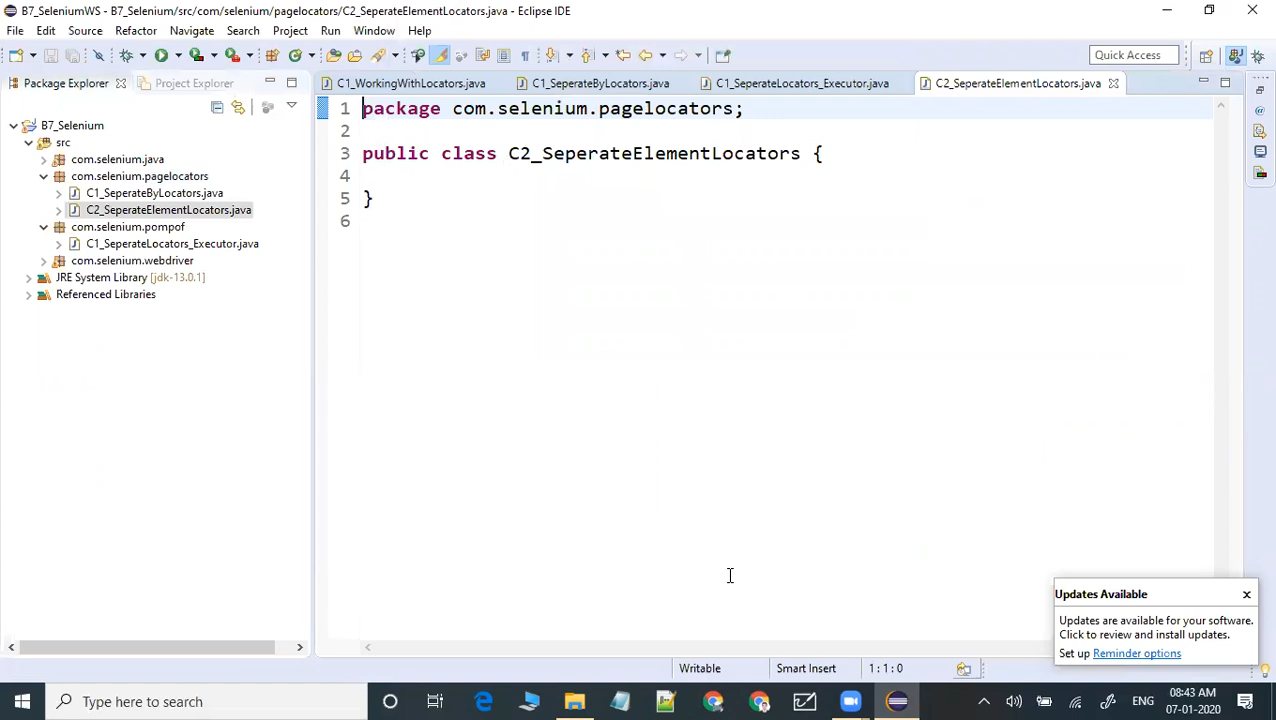 B7_SeleniumWS - B7_Selenium/src/com/selenium/pagelocators/C2_SeperateElementLocators.java - Eclipse IDE
File Edit Source Refactor Navigate Search Project Run Window Help
Quick Access
Package Explorer Project Explorer
C1_WorkingWithLocators.java C1_SeperateByLocators.java C1_SeperateLocators_Executor.java C2_SeperateElementLocators.java
B7_Selenium
src
com.selenium.java
com.selenium.pagelocators
C1_SeperateByLocators.java
C2_SeperateElementLocators.java
com.selenium.pompof
C1_SeperateLocators_Executor.java
com.selenium.webdriver
JRE System Library [jdk-13.0.1]
Referenced Libraries
1 package com.selenium.pagelocators;
2
3 public class C2_SeperateElementLocators {
4
5 }
6
Updates Available x
Updates are available for your software.
Click to review and install updates.
Set up Reminder options
Writable Smart Insert 1:1:0
Type here to search
ENG
08:43 AM
07-01-2020